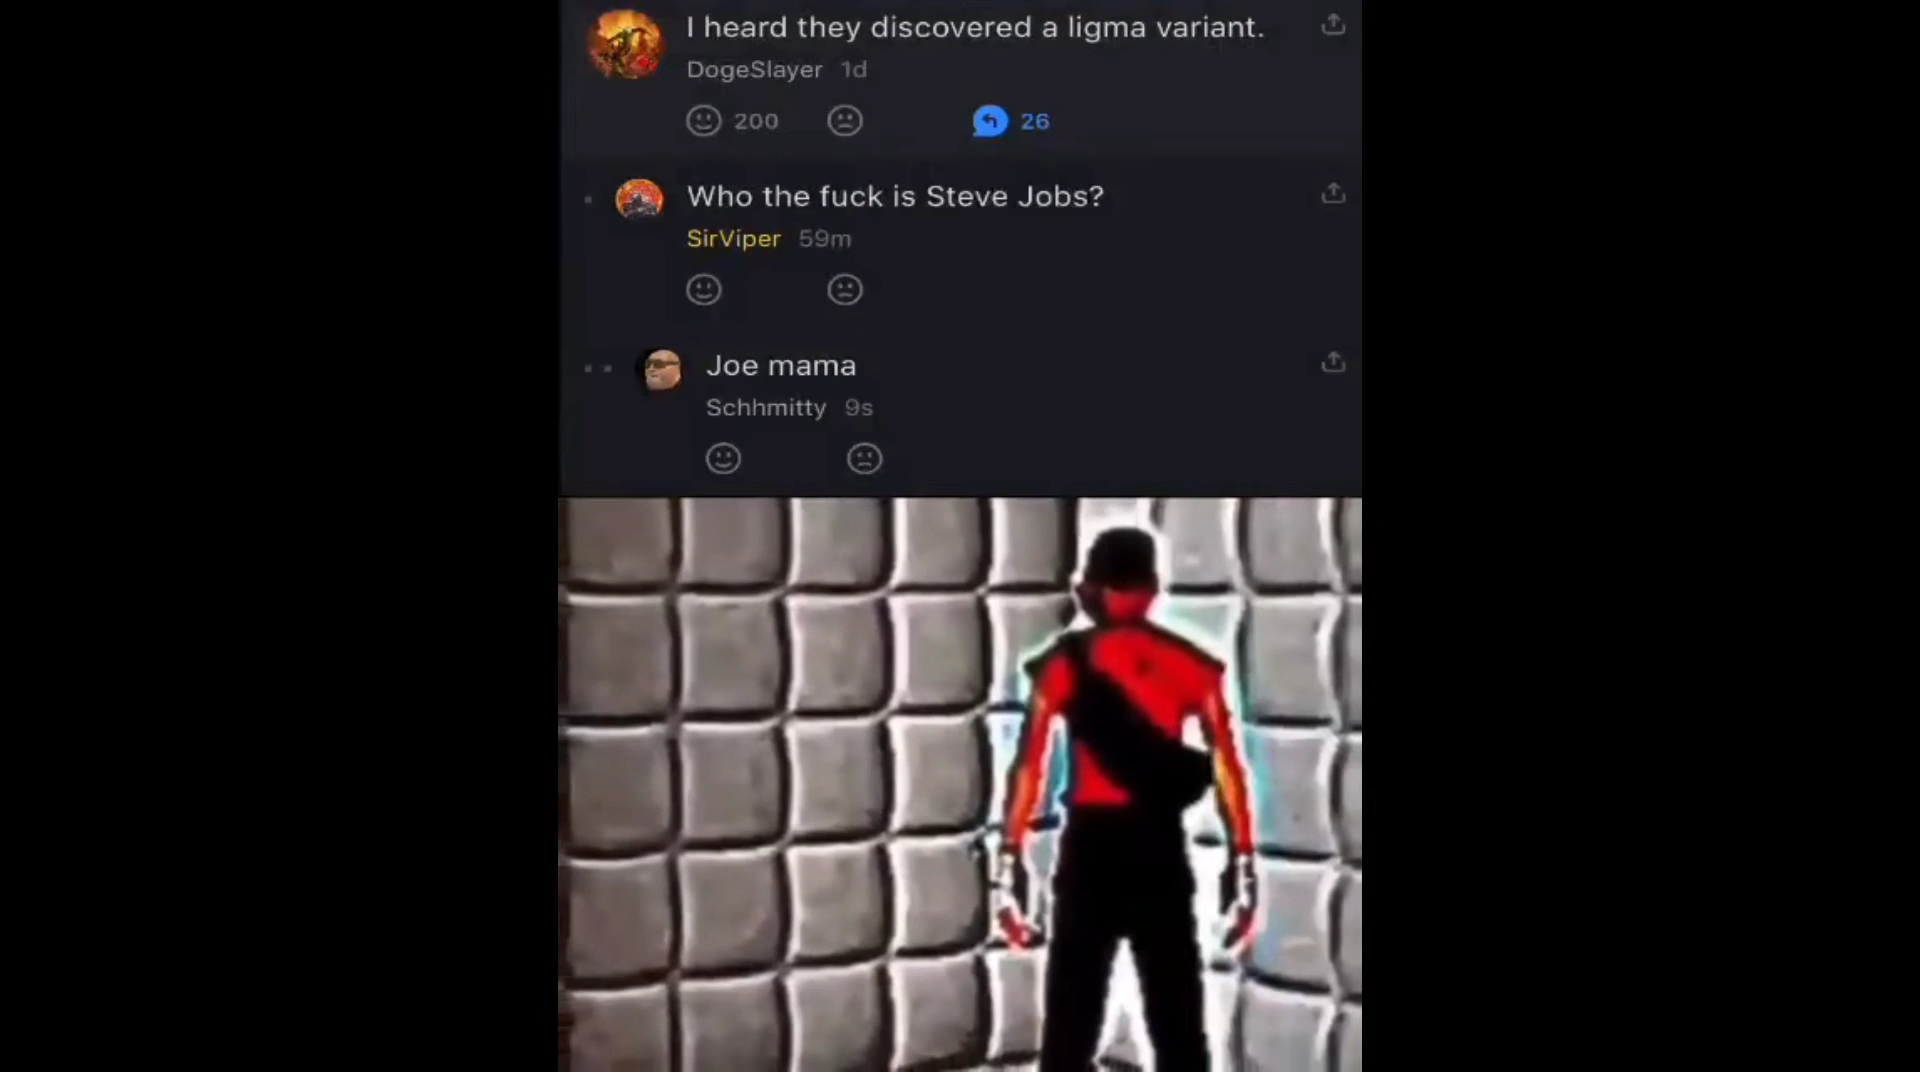 I heard they discovered a ligma variant.
DogeSlayer 1d
200 26
Who the fuck is Steve Jobs?
SirViper 59m
Joe mama
Schhmitty 9s